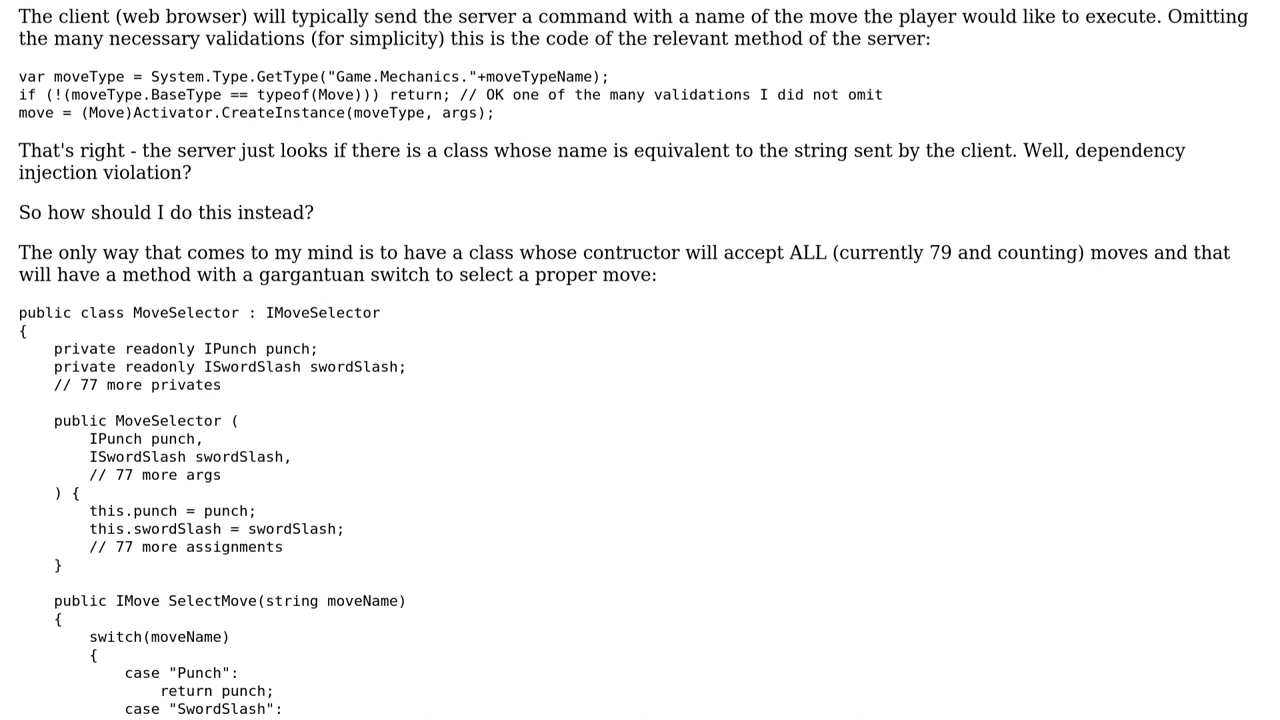 The client (web browser) will typically send the server a command with a name of the move the player would like to execute. Omitting
the many necessary validations (for simplicity) this is the code of the relevant method of the server:
var moveType = System.Type.GetType("Game.Mechanics."+moveTypeName);
if (!(moveType.BaseType == typeof(Move))) return; // OK one of the many validations I did not omit
move = (Move)Activator.CreateInstance(moveType, args);
That's right - the server just looks if there is a class whose name is equivalent to the string sent by the client. Well, dependency
injection violation?
So how should I do this instead?
The only way that comes to my mind is to have a class whose contructor will accept ALL (currently 79 and counting) moves and that
will have a method with a gargantuan switch to select a proper move:
public class MoveSelector : IMoveSelector
{
    private readonly IPunch punch;
    private readonly ISwordSlash swordSlash;
    // 77 more privates
    public MoveSelector (
        IPunch punch,
        ISwordSlash swordSlash,
        // 77 more args
    ) {
        this.punch = punch;
        this.swordSlash = swordSlash;
        // 77 more assignments
    }
    public IMove SelectMove(string moveName)
    {
        switch(moveName)
        {
            case "Punch":
                return punch;
            case "SwordSlash":